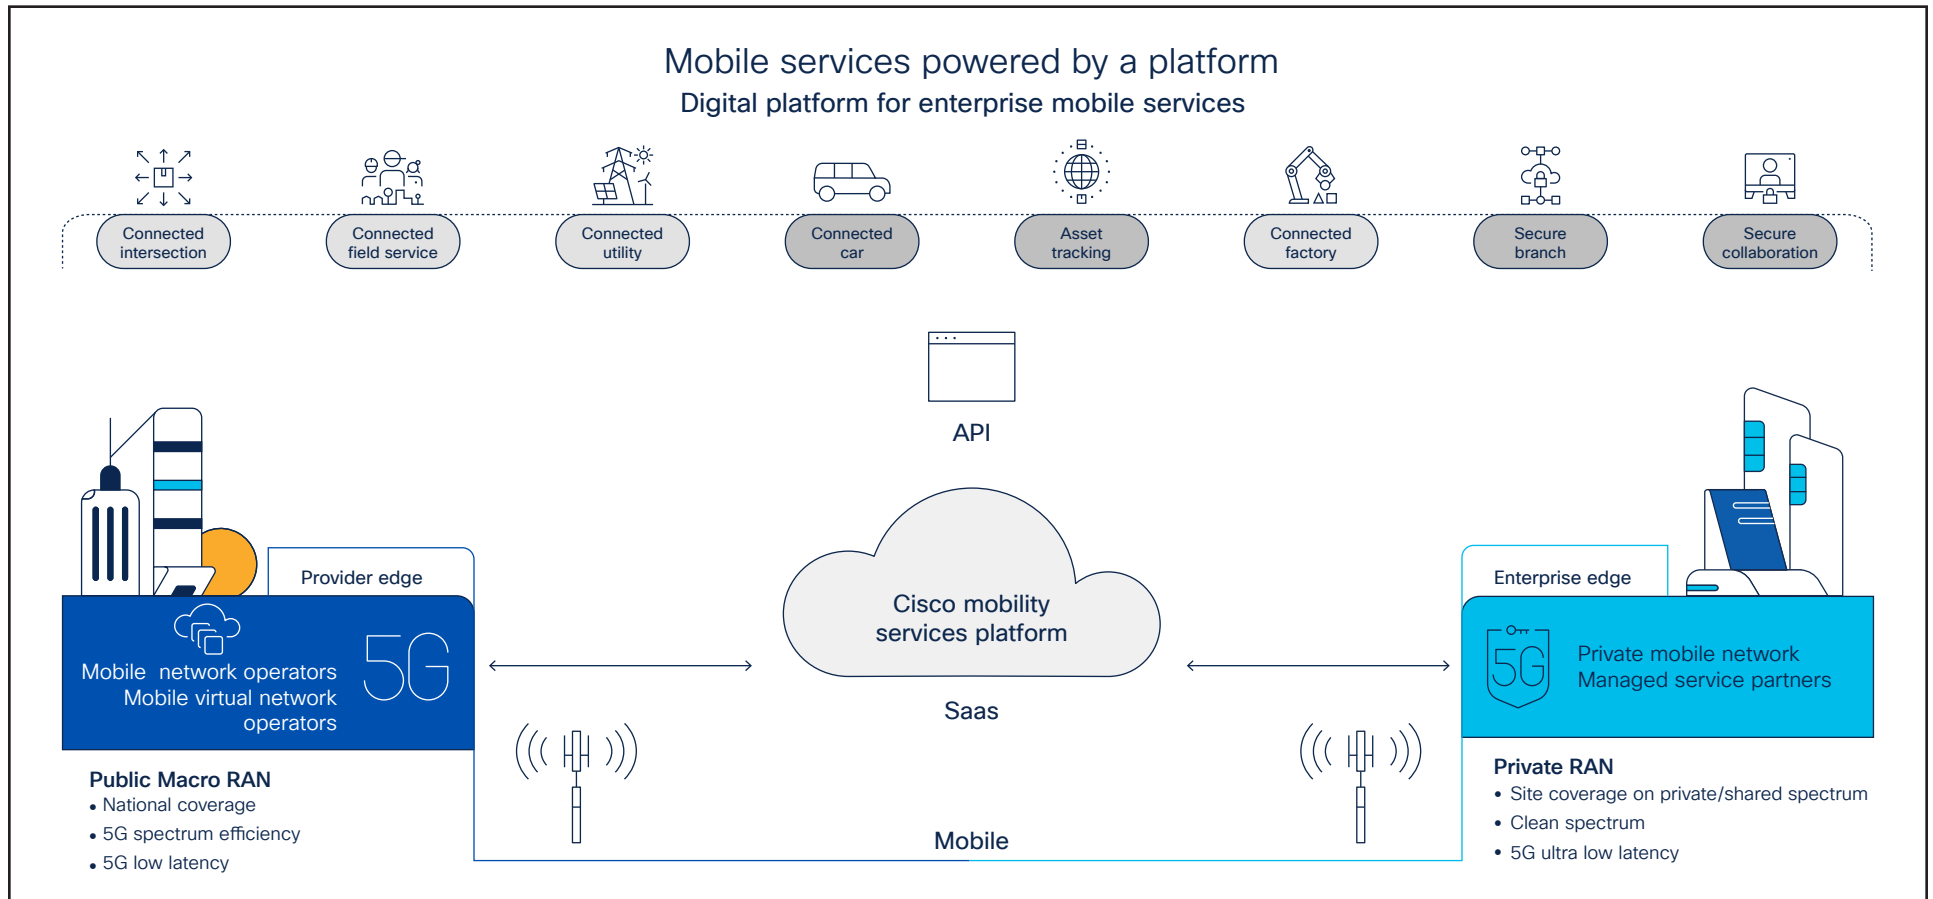 Mobile services powered by a platform
Digital platform for enterprise mobile services
Connected
intersection
Connected
field service
Connected
utility
Connected
car
Asset
tracking
Connected
factory
Secure
branch
Secure
collaboration
API
Provider edge
Mobile network operators
Mobile virtual network
operators
5G
Cisco mobility
services platform
Saas
Enterprise edge
5G
Private mobile network
Managed service partners
Public Macro RAN
• National coverage
• 5G spectrum efficiency
• 5G low latency
Mobile
Private RAN
• Site coverage on private/shared spectrum
• Clean spectrum
• 5G ultra low latency